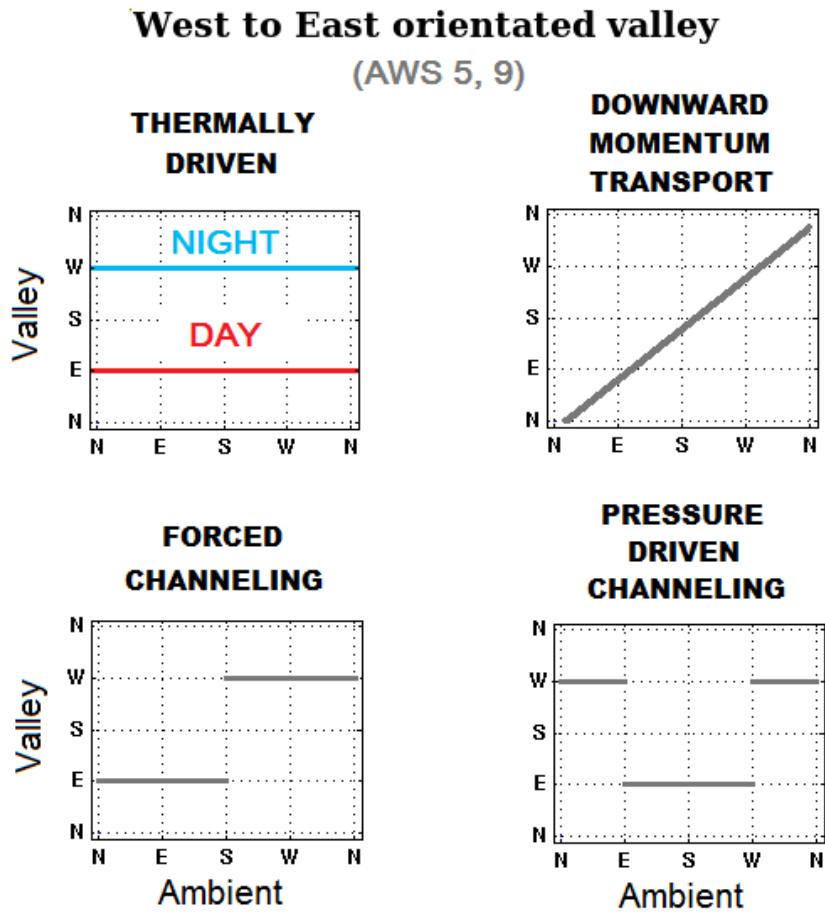 West to East orientated valley
(AWS 5, 9)
THERMALLY
DRIVEN
N
W
S
E
N
NIGHT
DAY
Valley
N E S W N
DOWNWARD
MOMENTUM
TRANSPORT
N
W
S
E
N
N E S W N
FORCED
CHANNELING
N
W
S
E
N
Valley
N E S W N
Ambient
PRESSURE
DRIVEN
CHANNELING
N
W
S
E
N
N E S W N
Ambient